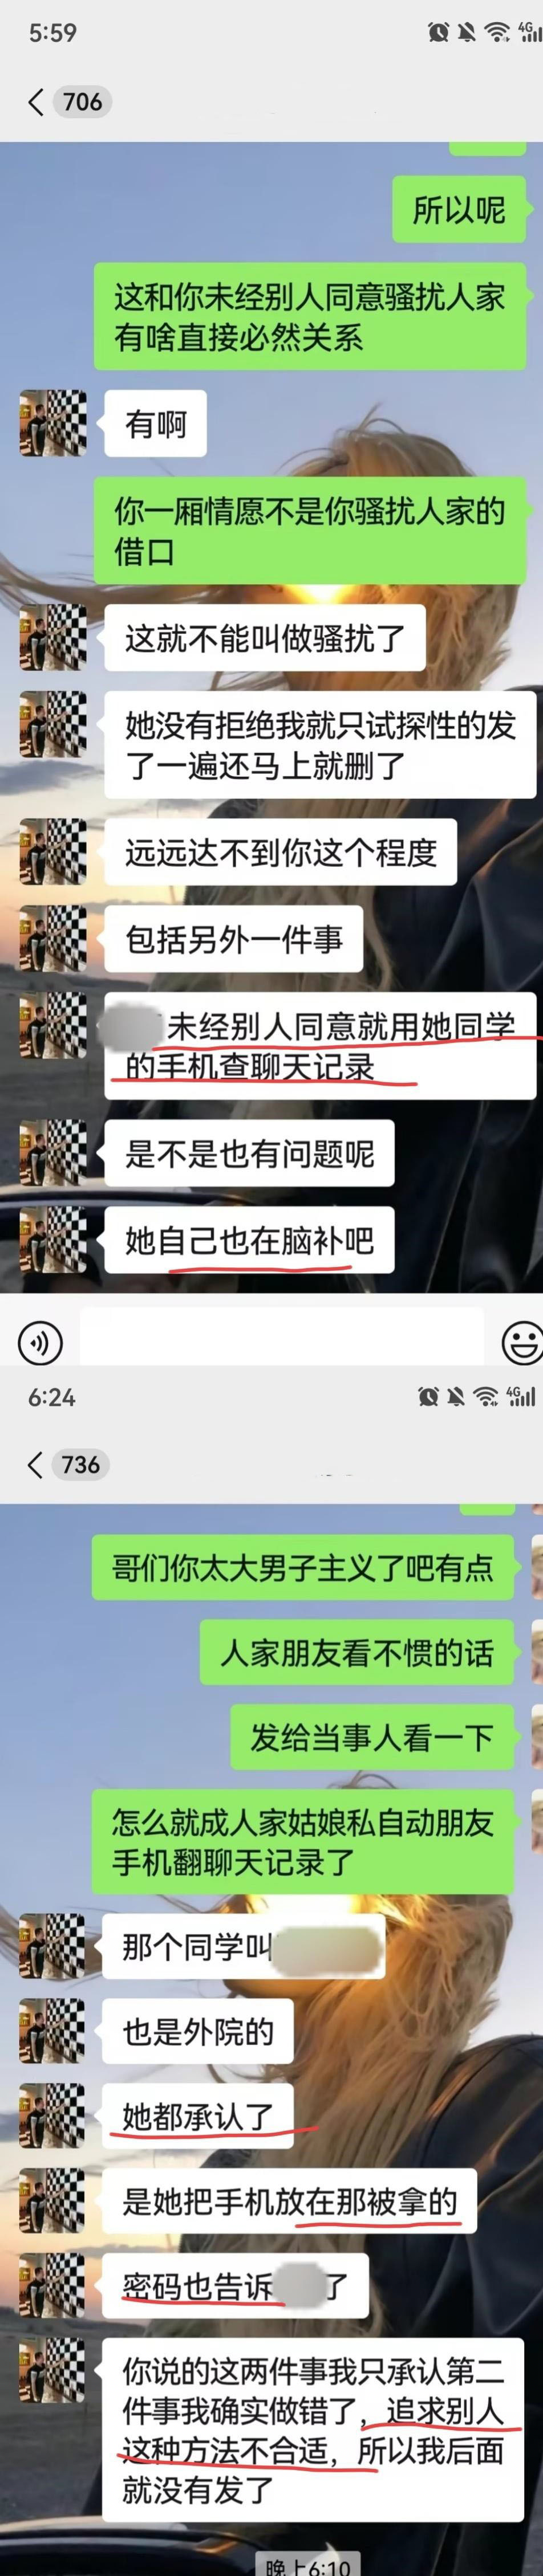 5:59
4G
706
所以呢
这和你未经别人同意骚扰人家
有啥直接必然关系
有啊
你一厢情愿不是你骚扰人家的
借口
这就不能叫做骚扰了
她没有拒绝我就只试探性的发
了一遍还马上就删了
远远达不到你这个程度
包括另外一件事
未经别人同意就用她同学
的手机查聊天记录
是不是也有问题呢
她自己也在脑补吧
6:24
4G
736
哥们你太大男子主义了吧有点
人家朋友看不惯的话
发给当事人看一下
怎么就成人家姑娘私自动朋友
手机翻聊天记录了
那个同学叫
也是外院的
她都承认了
是她把手机放在那被拿的
密码也告诉
了
你说的这两件事我只承认第二
件事我确实做错了，追求别人
这种方法不合适，所以我后面
就没有发了
晚上6:10